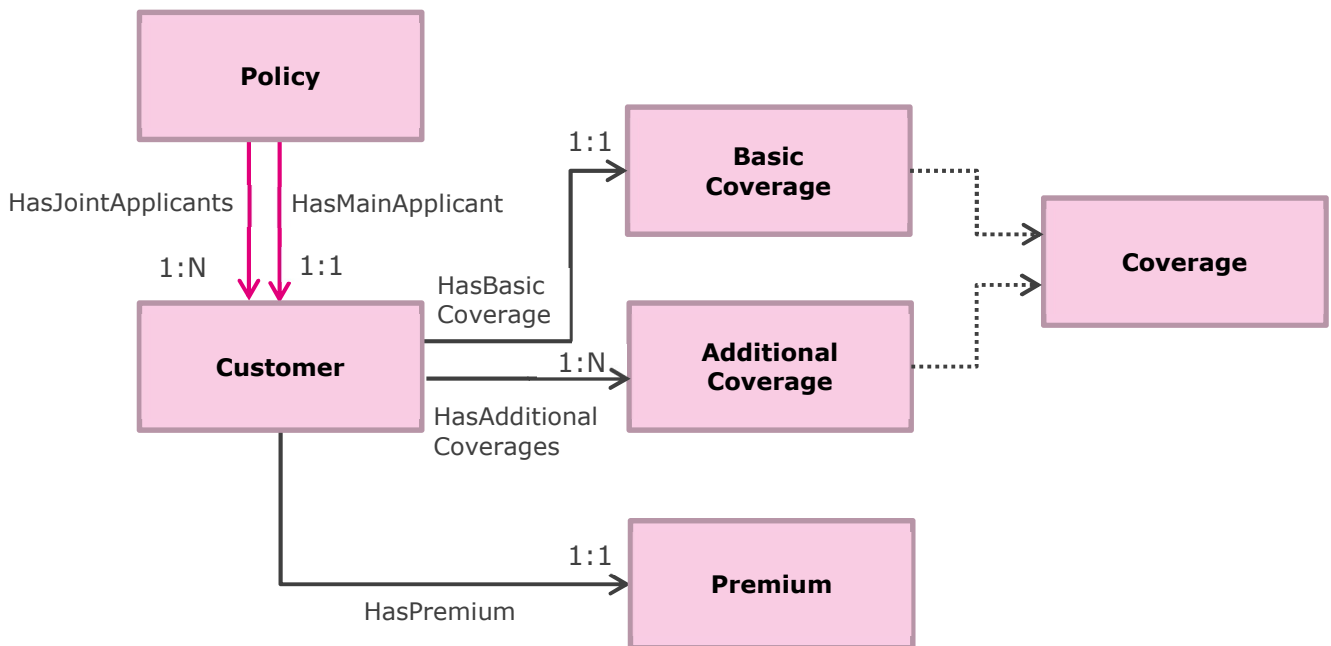 Policy
HasJointApplicants
HasMainApplicant
1:N
1:1
Customer
HasBasic
Coverage
1:1
Basic
Coverage
Coverage
1:N
HasAdditional
Coverages
Additional
Coverage
HasPremium
1:1
Premium